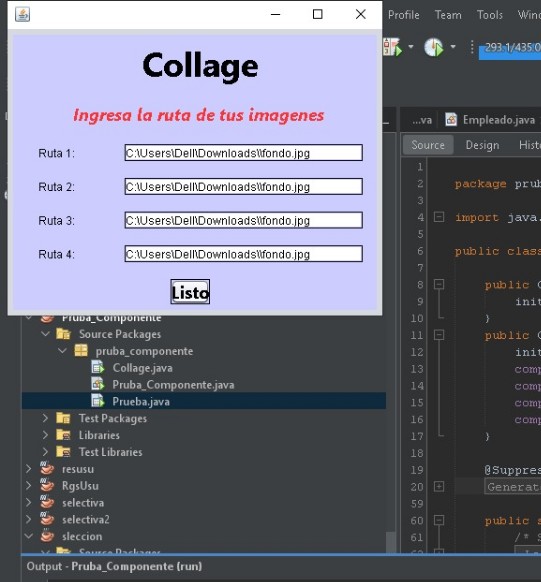 Profile Team Tools Win
293.1/435.0
Collage
Ingresa la ruta de tus imagenes
Ruta 1: C:\Users\Dell\Downloads\\fondo.jpg
Ruta 2: C:\Users\Dell\Downloads\\fondo.jpg
Ruta 3: C:\Users\Dell\Downloads\\fondo.jpg
Ruta 4: C:\Users\Dell\Downloads\\fondo.jpg
Listo
...va Empleado.java
Source Design Hist
1
2 package prub
3
4 import java.
5
6 public class
7
8 public C
9 init
10 }
11 public C
12 init
13 comp
14 comp
15 comp
16 comp
17 }
18
19 @Suppres
20 Generat
59
60 public s
61 /* S
Pruba_Componente
Source Packages
pruba_componente
Collage.java
Pruba_Componente.java
Prueba.java
Test Packages
Libraries
Test Libraries
resusu
RgsUsu
selectiva
selectiva2
sleccion
Source Packages
Output - Pruba_Componente (run)